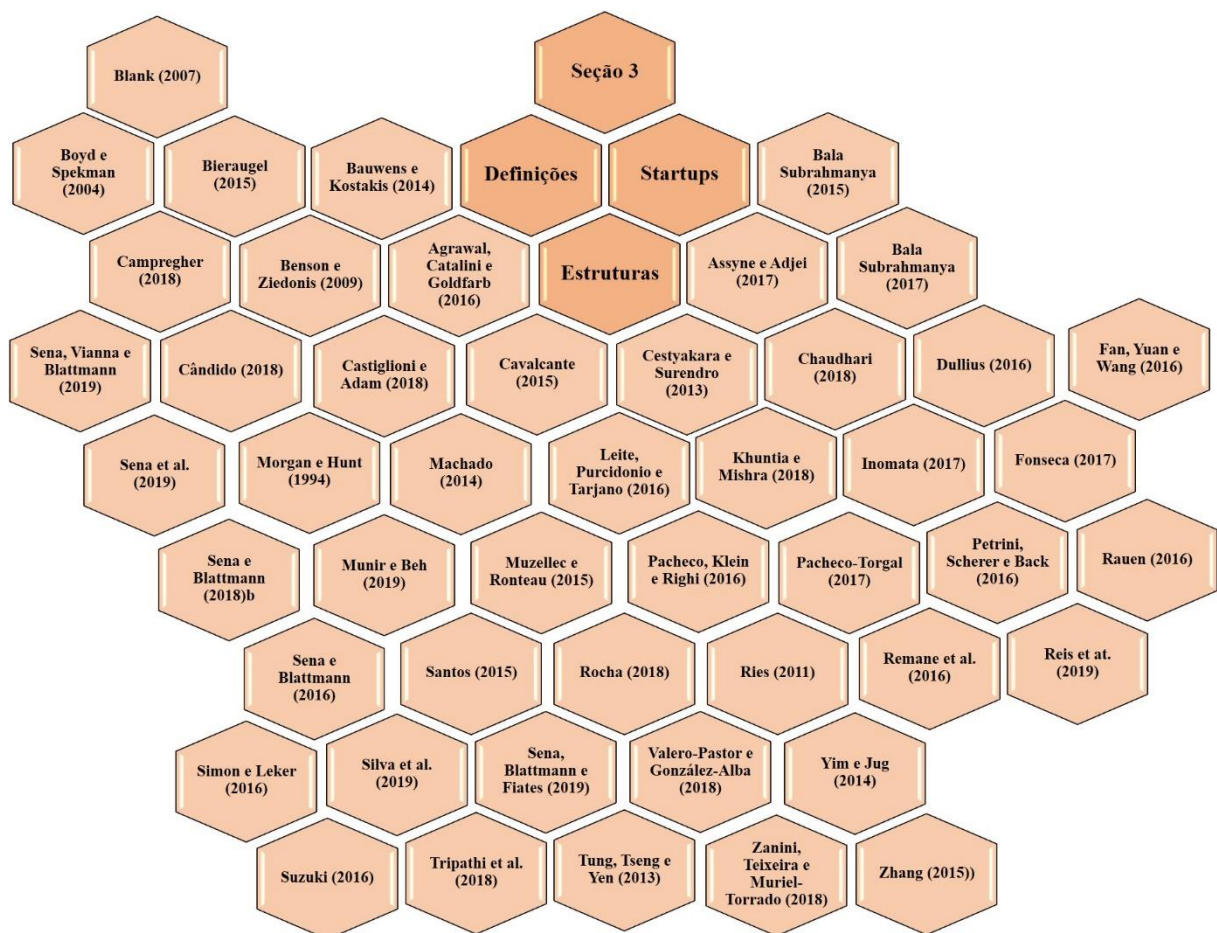 Blank (2007)
Seção 3
Boyd e
Spekman
(2004)
Bieraugel
(2015)
Bauwens e
Kostakis (2014)
Definições
Startups
Bala
Subrahmanya
(2015)
Campregher
(2018)
Benson e
Ziedonis (2009)
Agrawal,
Catalini e
Goldfarb
(2016)
Estruturas
Assyne e Adjei
(2017)
Bala
Subrahmanya
(2017)
Sena, Vianna e
Blattmann
(2019)
Cândido (2018)
Castiglioni e
Adam (2018)
Cavalcante
(2015)
Cestyakara e
Surendro
(2013)
Chaudhari
(2018)
Dullius (2016)
Fan, Yuan e
Wang (2016)
Sena et al.
(2019)
Morgan e Hunt
(1994)
Machado
(2014)
Leite,
Purcidonio e
Tarjano (2016)
Khuntia e
Mishra (2018)
Inomata (2017)
Fonseca (2017)
Sena e
Blattmann
(2018)b
Munir e Beh
(2019)
Muzellec e
Ronteau (2015)
Pacheco, Klein
e Righi (2016)
Pacheco-Torgal
(2017)
Petrini,
Scherer e Back
(2016)
Rauen (2016)
Sena e
Blattmann
(2016)
Santos (2015)
Rocha (2018)
Ries (2011)
Remane et al.
(2016)
Reis et at.
(2019)
Simon e Leker
(2016)
Silva et al.
(2019)
Sena,
Blattmann e
Fiates (2019)
Valero-Pastor e
González-Alba
(2018)
Yim e Jug
(2014)
Suzuki (2016)
Tripathi et al.
(2018)
Tung, Tseng e
Yen (2013)
Zanini,
Teixeira e
Muriel-
Torrado (2018)
Zhang (2015))